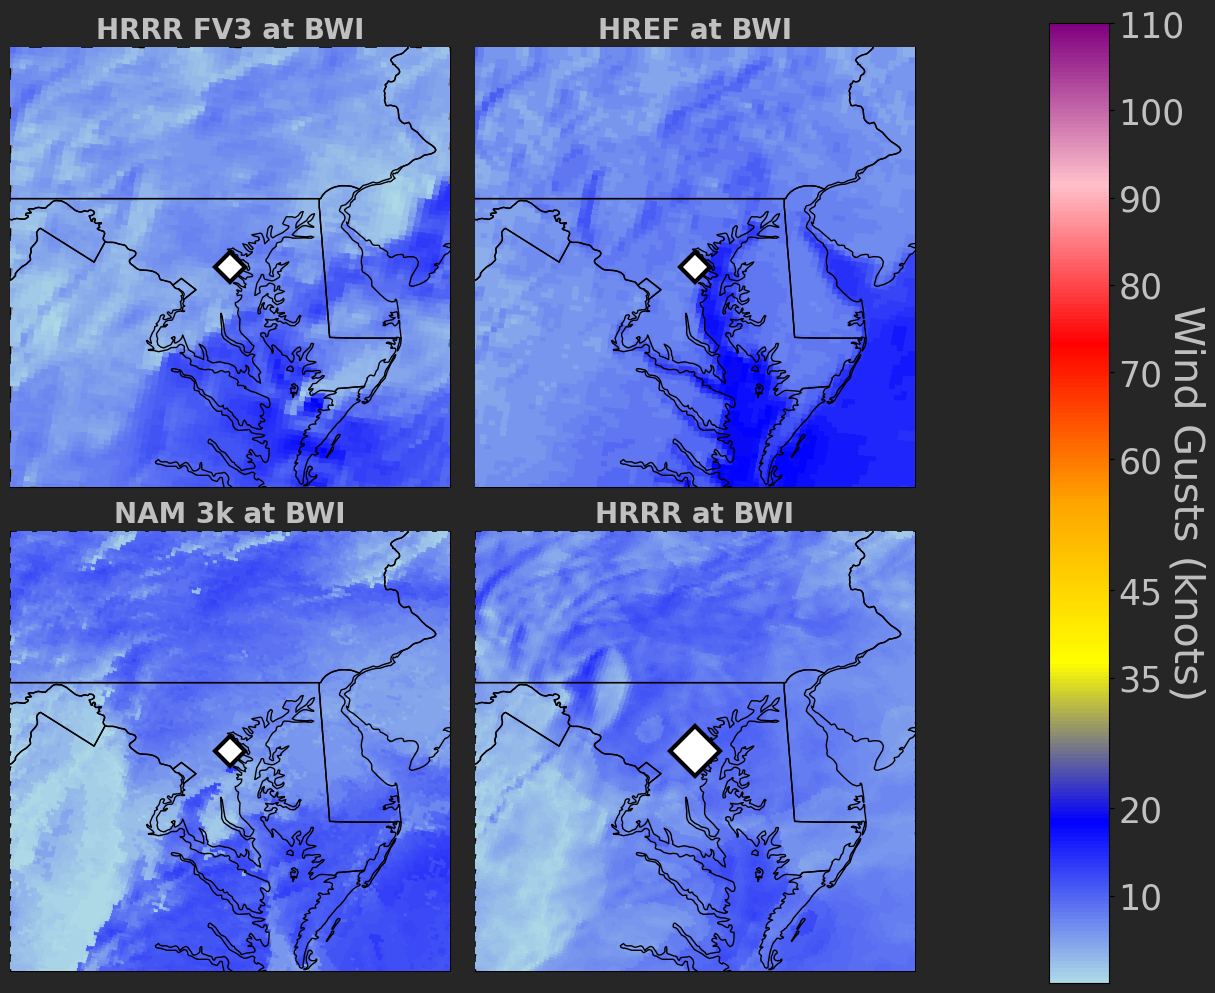 HRRR FV3 at BWI
HREF at BWI
NAM 3k at BWI
HRRR at BWI
110
100
90
80
70
60
45
35
20
10
Wind Gusts (knots)